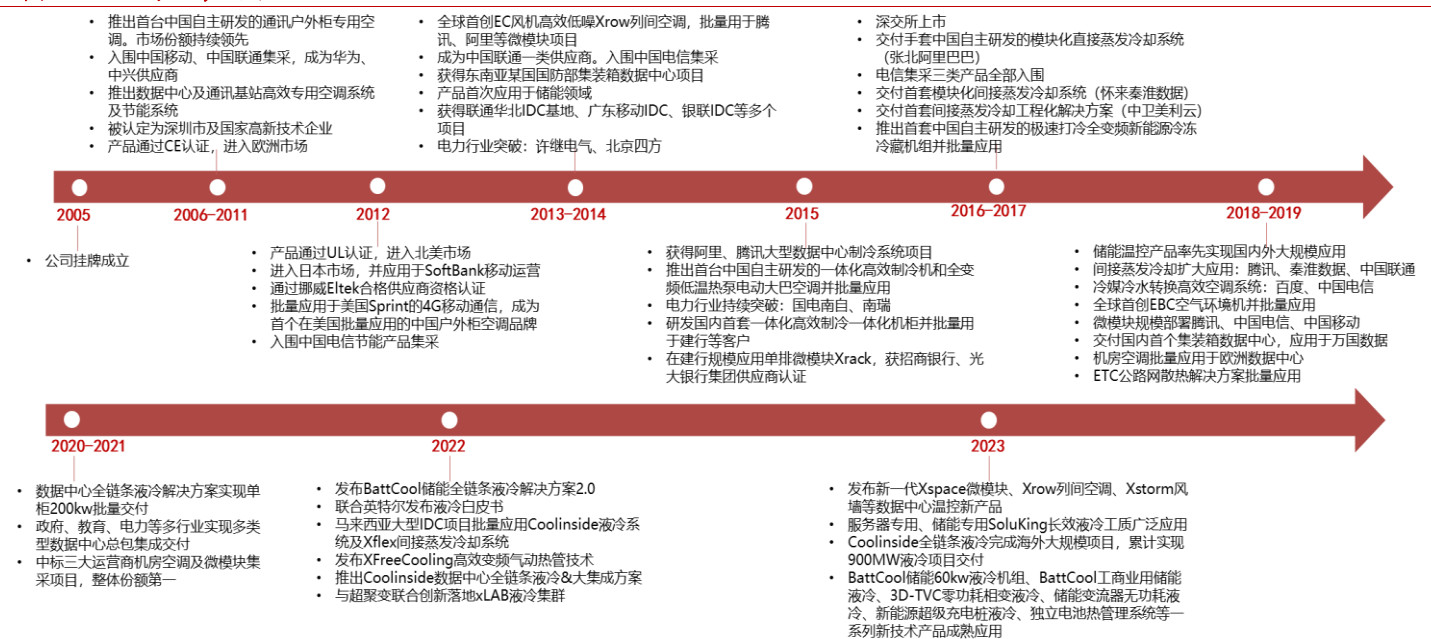 • 推出首台中国自主研发的通讯户外柜专用空
调。市场份额持续领先
• 入围中国移动、中国联通集采，成为华为、
中兴供应商
• 推出数据中心及通讯基站高效专用空调系统
及节能系统
• 被认定为深圳市及国家高新技术企业
• 产品通过CE认证，进入欧洲市场
• 全球首创EC风机高效低噪Xrow列间空调，批量用于腾
讯、阿里等微模块项目
• 成为中国联通一类供应商。入围中国电信集采
• 获得东南亚某国国防部集装箱数据中心项目
• 产品首次应用于储能领域
• 获得联通华北IDC基地、广东移动IDC、银联IDC等多个
项目
• 电力行业突破：许继电气、北京四方
• 深交所上市
• 交付手套中国自主研发的模块化直接蒸发冷却系统
（张北阿里巴巴）
• 电信集采三类产品全部入围
• 交付首套模块化间接蒸发冷却系统（怀来秦淮数据）
• 交付首套间接蒸发冷却工程化解决方案（中卫美利云）
• 推出首套中国自主研发的极速打冷全变频新能源冷冻
冷藏机组并批量应用
2005
2006-2011
2012
2013-2014
2015
2016-2017
2018-2019
• 公司挂牌成立
• 产品通过UL认证，进入北美市场
• 进入日本市场，并应用于SoftBank移动运营
• 通过挪威Eltek合格供应商资格认证
• 批量应用于美国Sprint的4G移动通信，成为
首个在美国批量应用的中国户外柜空调品牌
• 入围中国电信节能产品集采
• 获得阿里、腾讯大型数据中心制冷系统项目
• 推出首台中国自主研发的一体化高效制冷机和全变
频低温热泵电动大巴空调并批量应用
• 电力行业持续突破：国电南自、南瑞
• 研发国内首套一体化高效制冷一体化机柜并批量用
于建行等客户
• 在建行规模应用单排微模块Xrack，获招商银行、光
大银行集团供应商认证
• 储能温控产品率先实现国内外大规模应用
• 间接蒸发冷却扩大应用：腾讯、秦淮数据、中国联通
• 冷媒冷水转换高效空调系统：百度、中国电信
• 全球首创EBC空气环境机并批量应用
• 微模块规模部署腾讯、中国电信、中国移动
• 交付国内首个集装箱数据中心，应用于万国数据
• 机房空调批量应用于欧洲数据中心
• ETC公路网散热解决方案批量应用
2020-2021
2022
2023
• 数据中心全链条液冷解决方案实现单
柜200kw批量交付
• 政府、教育、电力等多行业实现多类
型数据中心总包集成交付
• 中标三大运营商机房空调及微模块集
采项目，整体份额第一
• 发布BattCool储能全链条液冷解决方案2.0
• 联合英特尔发布液冷白皮书
• 马来西亚大型IDC项目批量应用Coolinside液冷系
统及Xflex间接蒸发冷却系统
• 发布XFreeCooling高效变频气动热管技术
• 推出Coolinside数据中心全链条液冷&大集成方案
• 与超聚变联合创新落地xLAB液冷集群
• 发布新一代Xspace微模块、Xrow列间空调、Xstorm风
墙等数据中心温控新产品
• 服务器专用、储能专用SoluKing长效液冷工质广泛应用
• Coolinside全链条液冷完成海外大规模项目，累计实现
900MW液冷项目交付
• BattCool储能60kw液冷机组、BattCool工商业用储能
液冷、3D-TVC零功耗相变液冷、储能变流器无功耗液
冷、新能源超级充电桩液冷、独立电池热管理系统等一
系列新技术产品成熟应用